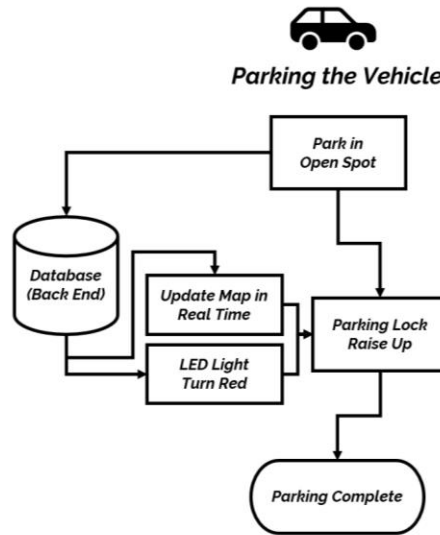 Parking the Vehicle
Park in
Open Spot
Database
(Back End)
Update Map in
Real Time
LED Light
Turn Red
Parking Lock
Raise Up
Parking Complete